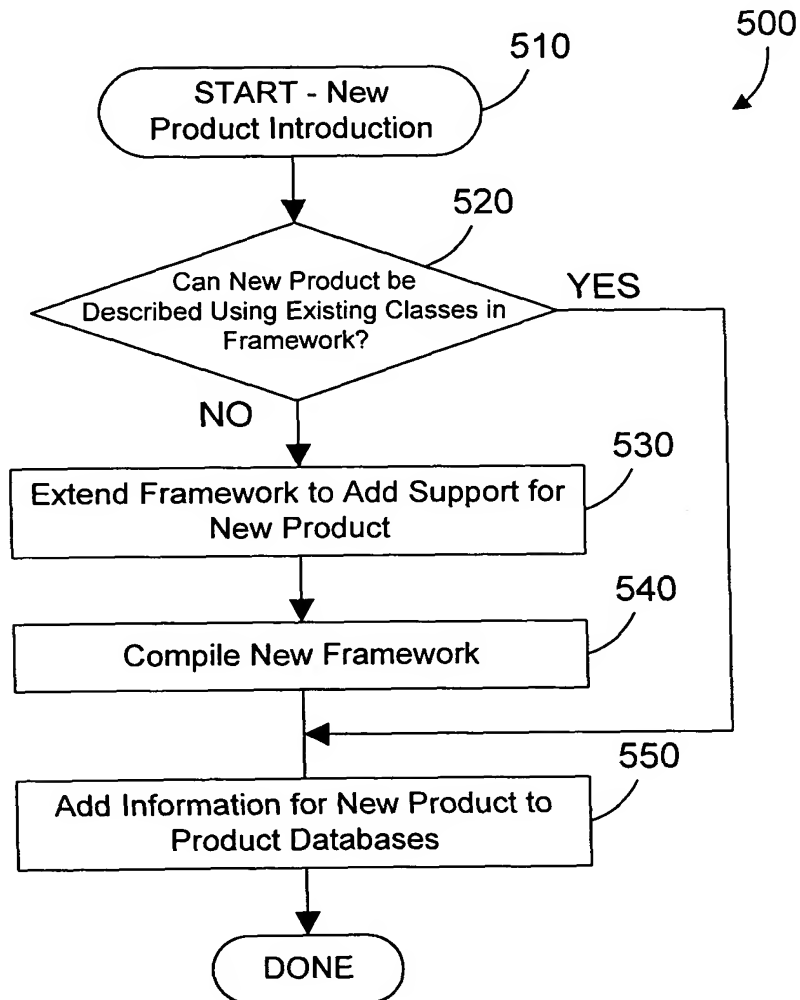 500
510
START - New
Product Introduction
520
Can New Product be
Described Using Existing Classes in
Framework?
YES
NO
530
Extend Framework to Add Support for
New Product
540
Compile New Framework
550
Add Information for New Product to
Product Databases
DONE